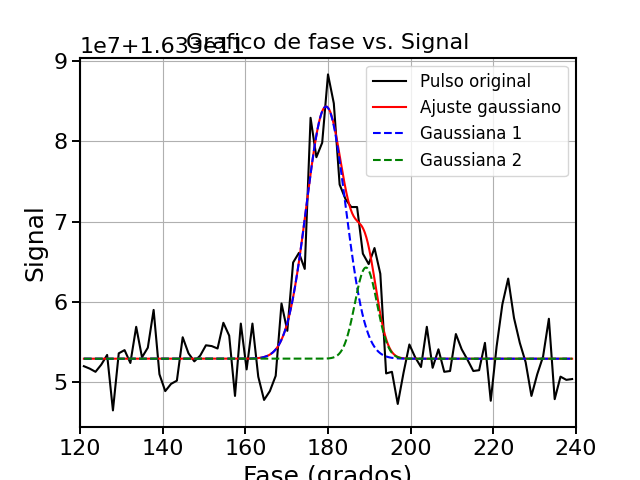 1e7+1.633e11
Grafico de fase vs. Signal
Pulso original
Ajuste gaussiano
Gaussiana 1
Gaussiana 2
Signal
9
8
7
6
5
120 140 160 180 200 220 240
Fase (grados)